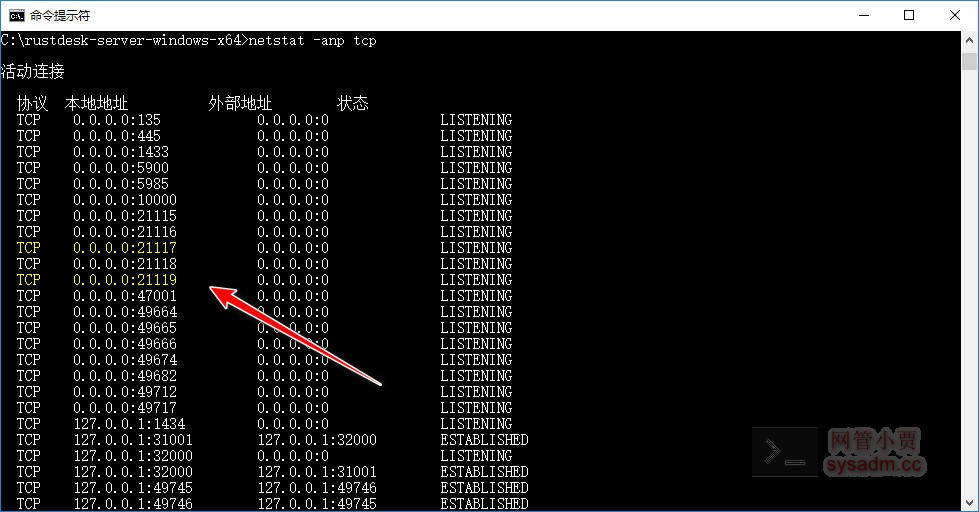 命令提示符
C:\rustdesk-server-windows-x64>netstat -anp tcp
活动连接
协议 本地地址 外部地址 状态
TCP 0.0.0.0:135 0.0.0.0:0 LISTENING
TCP 0.0.0.0:445 0.0.0.0:0 LISTENING
TCP 0.0.0.0:1433 0.0.0.0:0 LISTENING
TCP 0.0.0.0:5900 0.0.0.0:0 LISTENING
TCP 0.0.0.0:5985 0.0.0.0:0 LISTENING
TCP 0.0.0.0:10000 0.0.0.0:0 LISTENING
TCP 0.0.0.0:21115 0.0.0.0:0 LISTENING
TCP 0.0.0.0:21116 0.0.0.0:0 LISTENING
TCP 0.0.0.0:21117 0.0.0.0:0 LISTENING
TCP 0.0.0.0:21118 0.0.0.0:0 LISTENING
TCP 0.0.0.0:21119 0.0.0.0:0 LISTENING
TCP 0.0.0.0:47001 0.0.0.0:0 LISTENING
TCP 0.0.0.0:49664 0.0.0.0:0 LISTENING
TCP 0.0.0.0:49665 0.0.0.0:0 LISTENING
TCP 0.0.0.0:49666 0.0.0.0:0 LISTENING
TCP 0.0.0.0:49674 0.0.0.0:0 LISTENING
TCP 0.0.0.0:49682 0.0.0.0:0 LISTENING
TCP 0.0.0.0:49712 0.0.0.0:0 LISTENING
TCP 0.0.0.0:49717 0.0.0.0:0 LISTENING
TCP 127.0.0.1:1434 0.0.0.0:0 LISTENING
TCP 127.0.0.1:31001 127.0.0.1:32000 ESTABLISHED
TCP 127.0.0.1:32000 0.0.0.0:0 LISTENING
TCP 127.0.0.1:32000 127.0.0.1:31001 ESTABLISHED
TCP 127.0.0.1:49745 127.0.0.1:49746 ESTABLISHED
TCP 127.0.0.1:49746 127.0.0.1:49745 ESTABLISHED
>_ 网管小贾
sysadm.cc